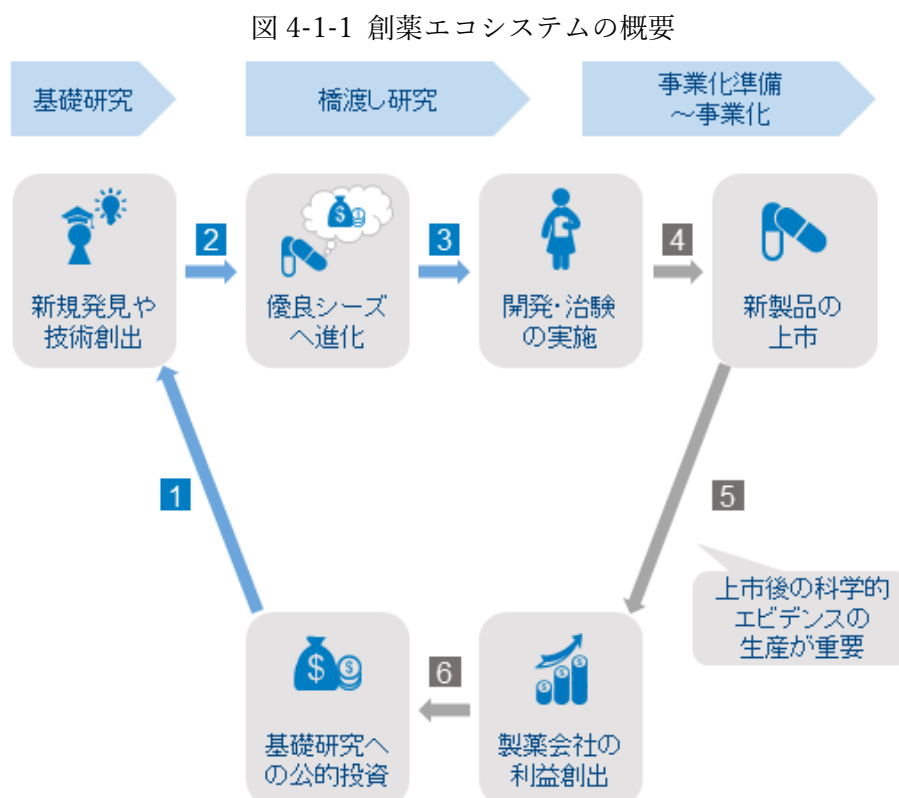 図 4-1-1 創薬エコシステムの概要
基礎研究
橋渡し研究
事業化準備
～事業化
新規発見や
技術創出
2
$
優良シーズ
へ進化
3
開発・治験
の実施
4
新製品の
上市
1
5
上市後の科学的
エビデンスの
生産が重要
$
$
基礎研究へ
の公的投資
6
$ $ $
製薬会社の
利益創出